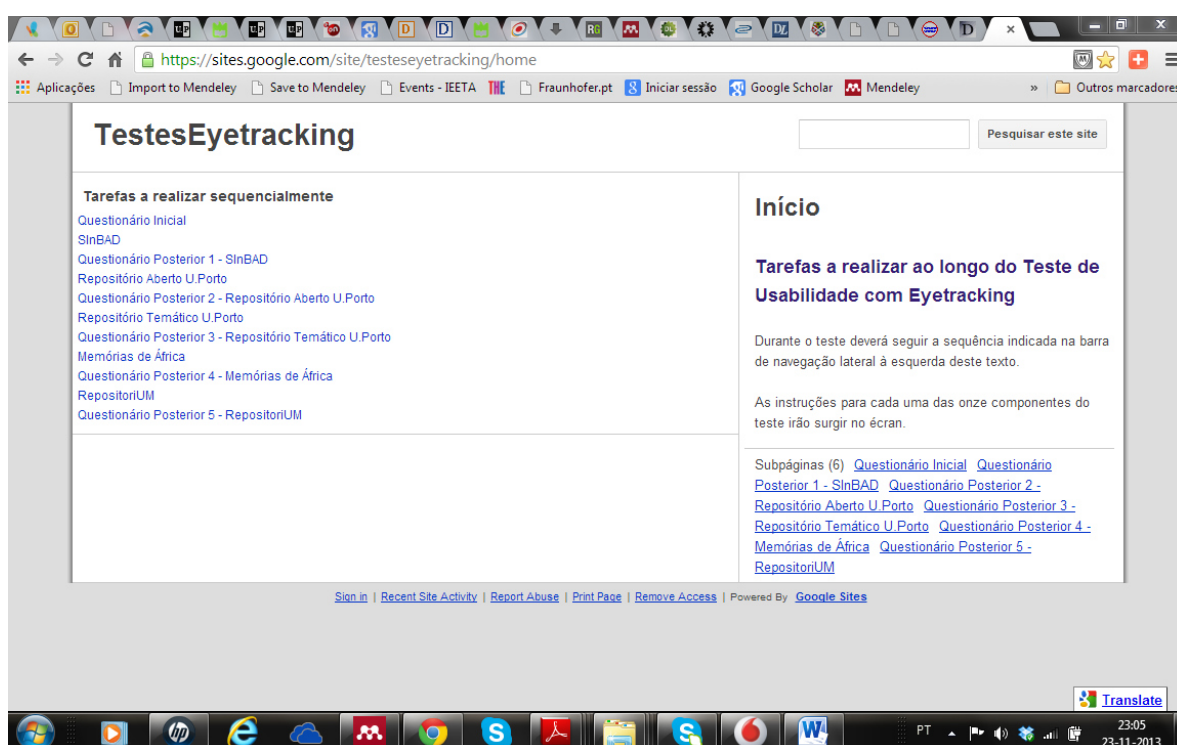 U.P
U.P
U.P
D
D
RG
DL
D
https://sites.google.com/site/testeseyetracking/home
Aplicações Import to Mendeley Save to Mendeley Events - IEETA THE Fraunhofer.pt 8 Iniciar sessão Google Scholar Mendeley » Outros marcadores
TestesEyetracking
Pesquisar este site
Tarefas a realizar sequencialmente
Questionário Inicial
SInBAD
Questionário Posterior 1 - SInBAD
Repositório Aberto U.Porto
Questionário Posterior 2 - Repositório Aberto U.Porto
Repositório Temático U.Porto
Questionário Posterior 3 - Repositório Temático U.Porto
Memórias de África
Questionário Posterior 4 - Memórias de África
RepositoriUM
Questionário Posterior 5 - RepositoriUM
Início
Tarefas a realizar ao longo do Teste de
Usabilidade com Eyetracking
Durante o teste deverá seguir a sequência indicada na barra
de navegação lateral à esquerda deste texto.
As instruções para cada uma das onze componentes do
teste irão surgir no écran.
Subpáginas (6) Questionário Inicial Questionário
Posterior 1 - SInBAD Questionário Posterior 2 -
Repositório Aberto U.Porto Questionário Posterior 3 -
Repositório Temático U.Porto Questionário Posterior 4 -
Memórias de África Questionário Posterior 5 -
RepositoriUM
Sign in | Recent Site Activity | Report Abuse | Print Page | Remove Access | Powered By Google Sites
Translate
hp
PT
23:05
23-11-2013